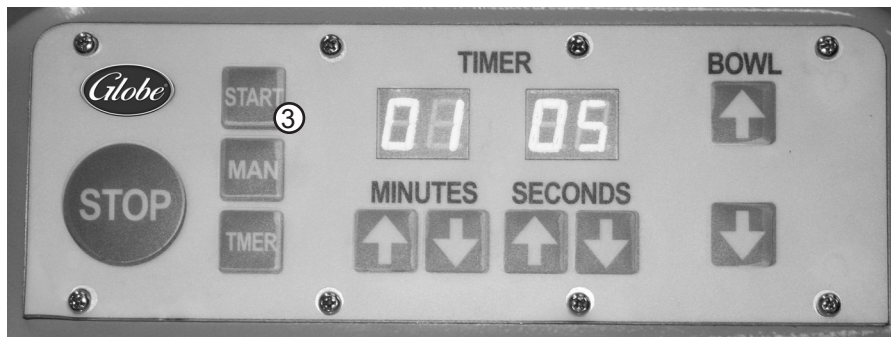 Globe
START
3
MAN
TMER
STOP
TIMER
01 05
MINUTES SECONDS
BOWL